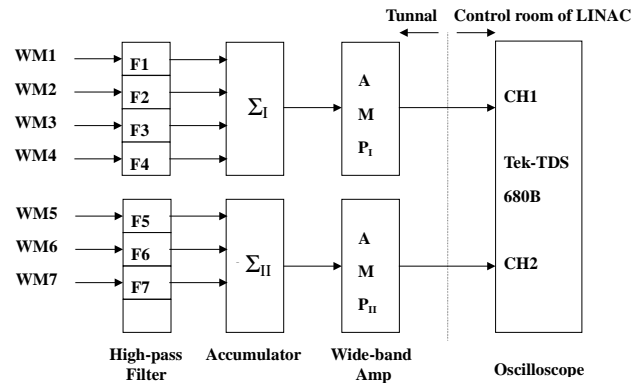 Tunnel Control room of LINAC
WM1 F1
WM2 F2
WM3 F3
WM4 F4
ΣI
A
M
PI
CH1
Tek-TDS
680B
WM5 F5
WM6 F6
WM7 F7
ΣII
A
M
PII
CH2
High-pass
Filter
Accumulator
Wide-band
Amp
Oscilloscope